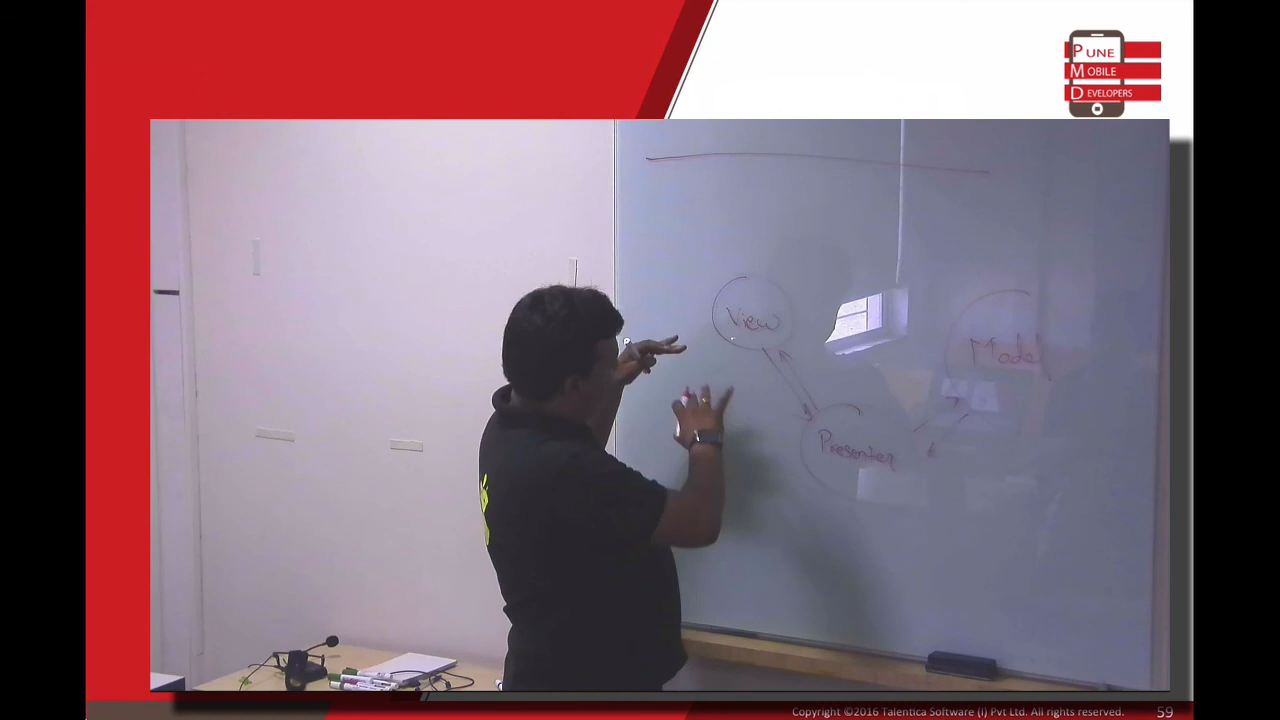 PUNE
MOBILE
DEVELOPERS
View
Model
Presenter
Copyright ©2016 Talentica Software (I) Pvt Ltd. All rights reserved.
59